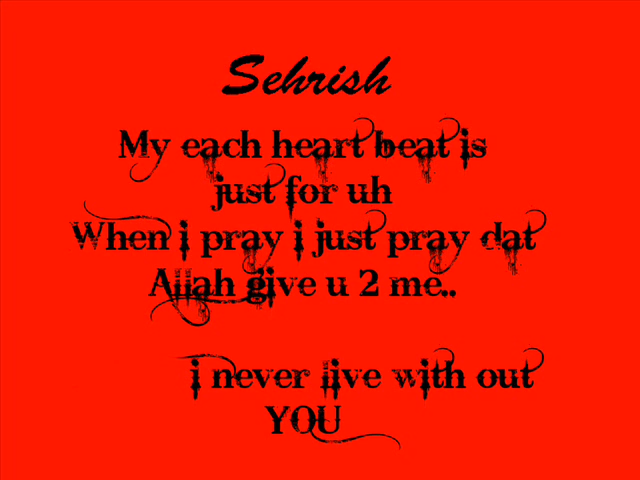 Sehrish
My each heart beat is
just for uh
When i pray i just pray dat
Allah give u 2 me..
i never live with out
YOU